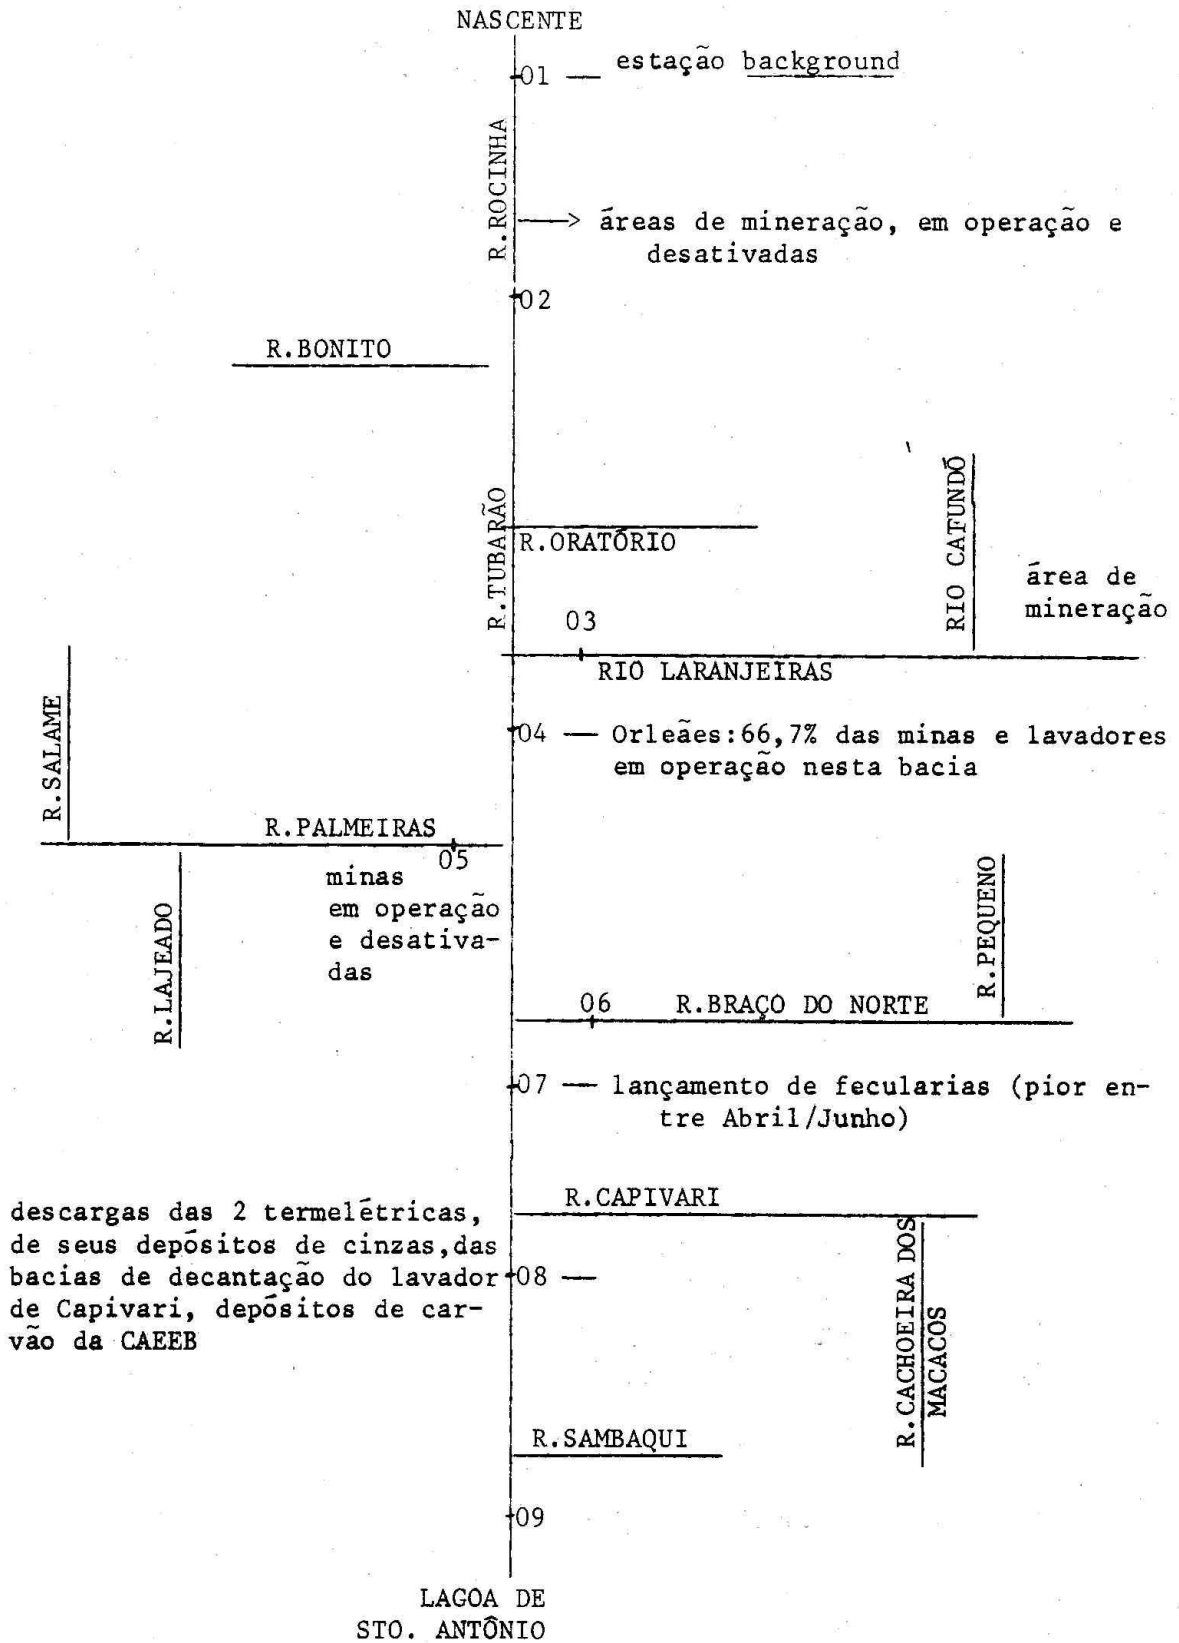 NASCENTE
01 — estação background
R.ROCINHA
áreas de mineração, em operação e
desativadas
02
R.BONITO
R.TUBARÃO
R.ORATÓRIO
RIO CAFUNDÓ
área de
mineração
03
RIO LARANJEIRAS
R.SALAME
04 — Orleães:66,7% das minas e lavadores
em operação nesta bacia
R.PALMEIRAS
05
R.LAJEADO
minas
em operação
e desativa-
das
R.PEQUENO
06
R.BRAÇO DO NORTE
07 — lançamento de fecularias (pior en-
tre Abril/Junho)
R.CAPIVARI
descargas das 2 termelétricas,
de seus depósitos de cinzas,das
bacias de decantação do lavador
de Capivari, depósitos de car-
vão da CAEEB
08 —
R.CACHOEIRA DOS
MACACOS
R.SAMBAQUI
09
LAGOA DE
STO. ANTÔNIO